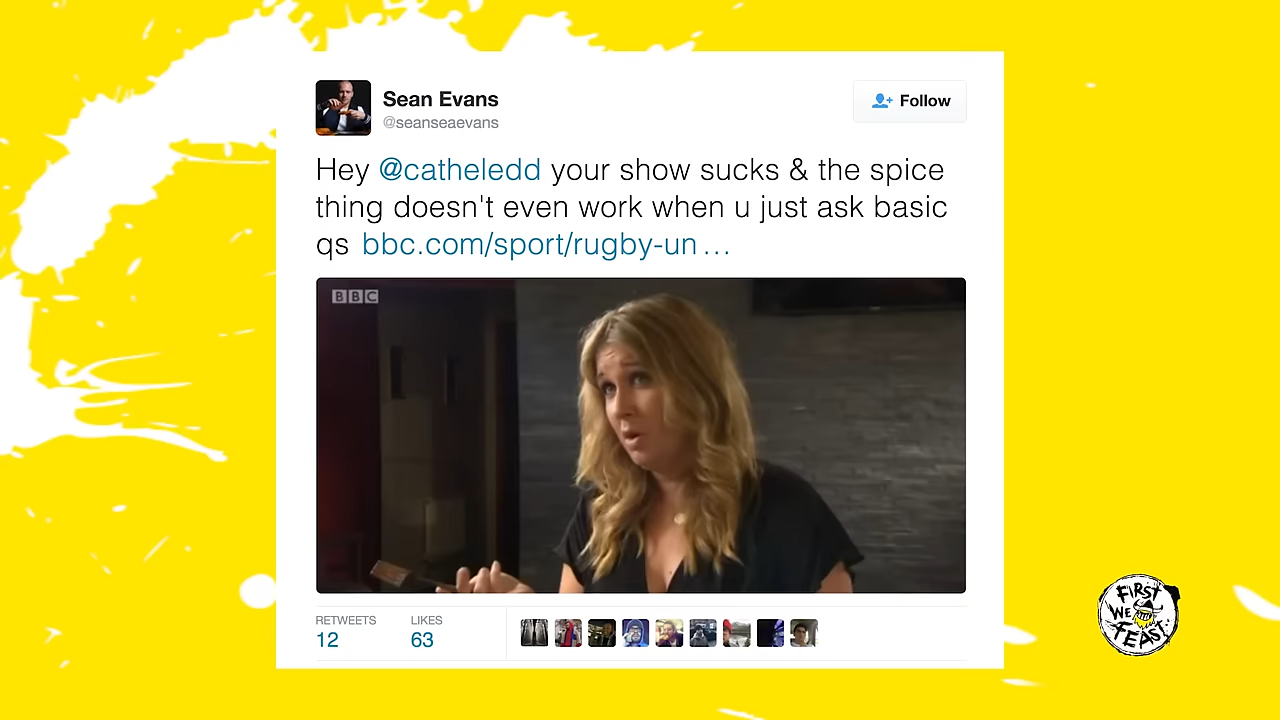 Sean Evans
@seanseaevans
Follow
Hey @catheledd your show sucks & the spice
thing doesn't even work when u just ask basic
qs bbc.com/sport/rugby-un…
BBC
RETWEETS
12
LIKES
63
FIRST
WE
FEAST